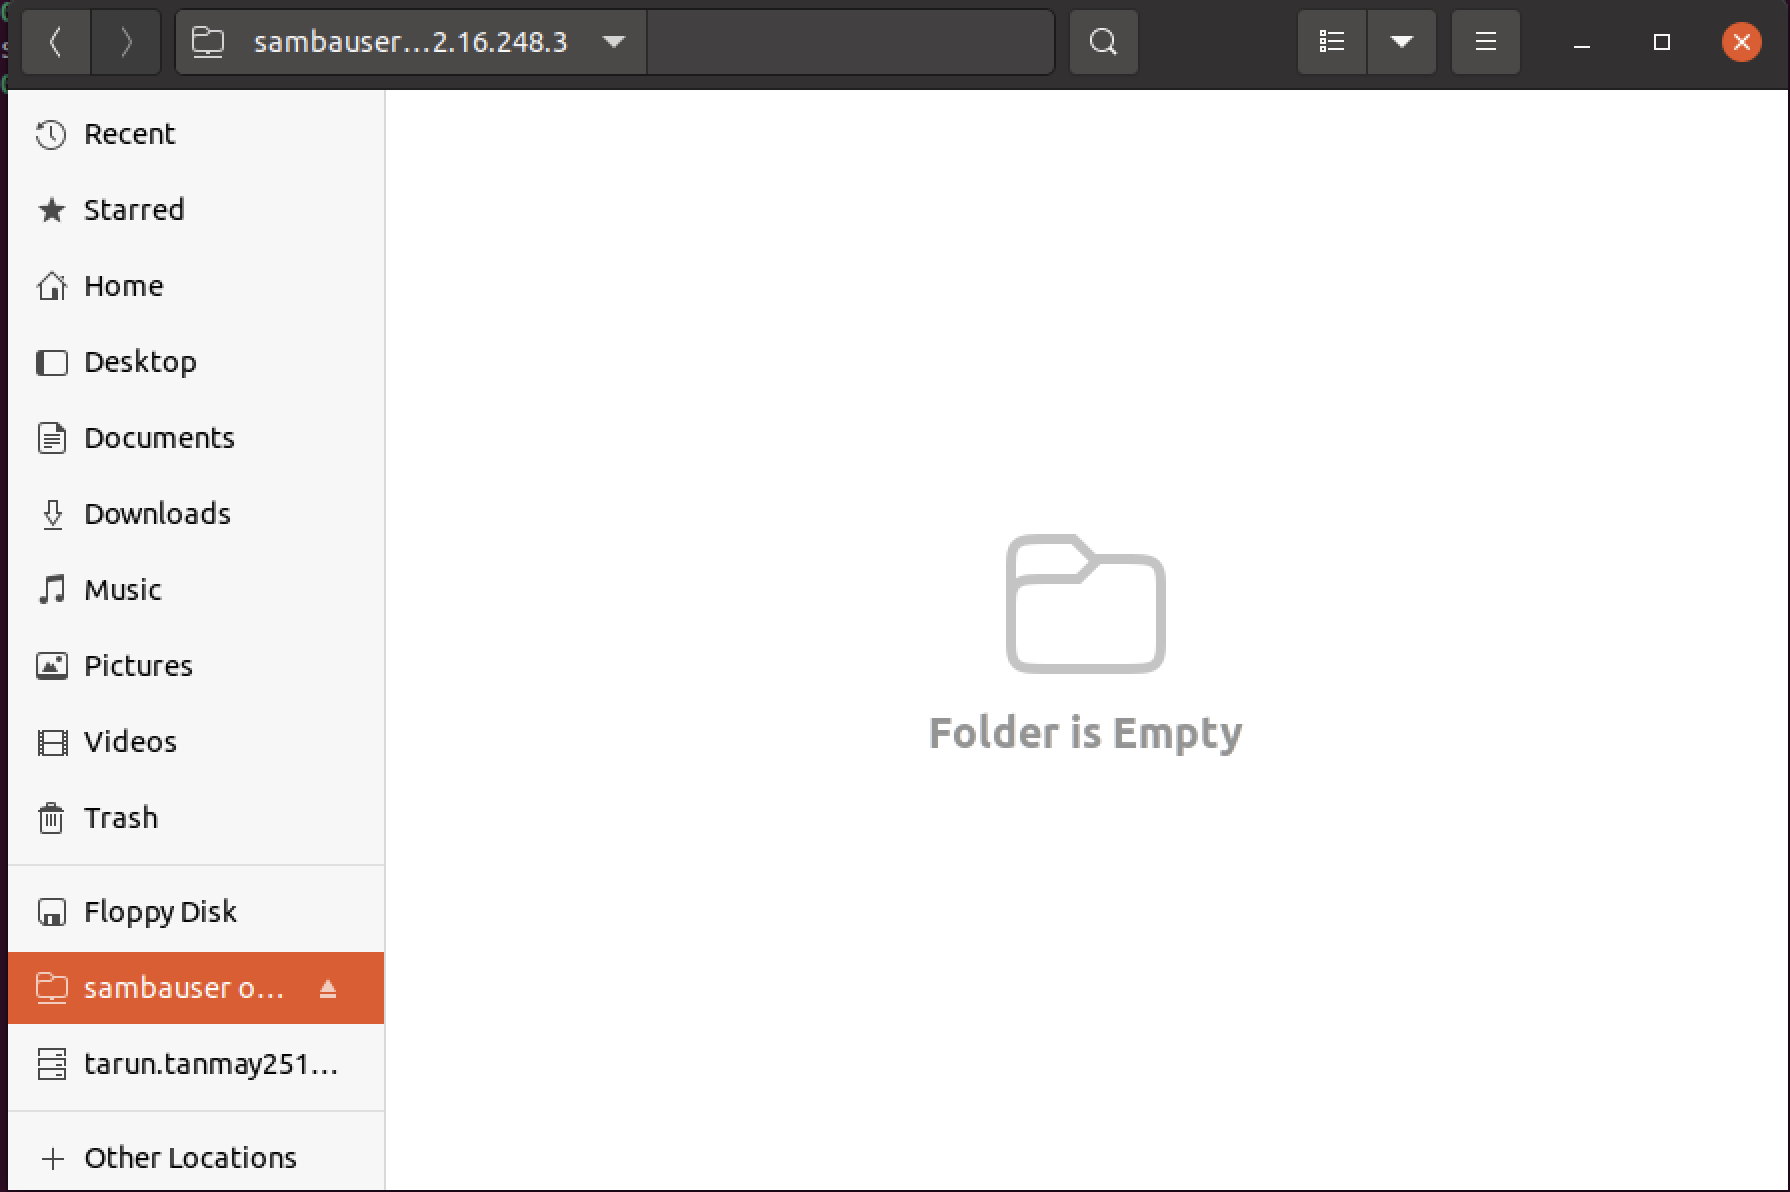 sambauser...2.16.248.3
Recent
Starred
Home
Desktop
Documents
Downloads
Music
Pictures
Videos
Trash
Floppy Disk
sambauser o...
tarun.tanmay251...
Other Locations
Folder is Empty